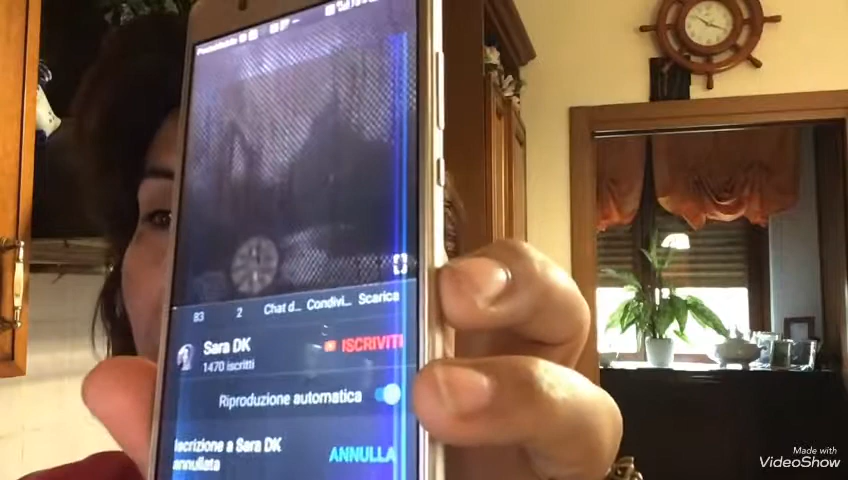 PosteMobile
83
2
Chat d...
Condivi...
Scarica
Sara DK
ISCRIVITI
1470 iscritti
Riproduzione automatica
Iscrizione a Sara DK
annullata
ANNULLA
Made with
VideoShow